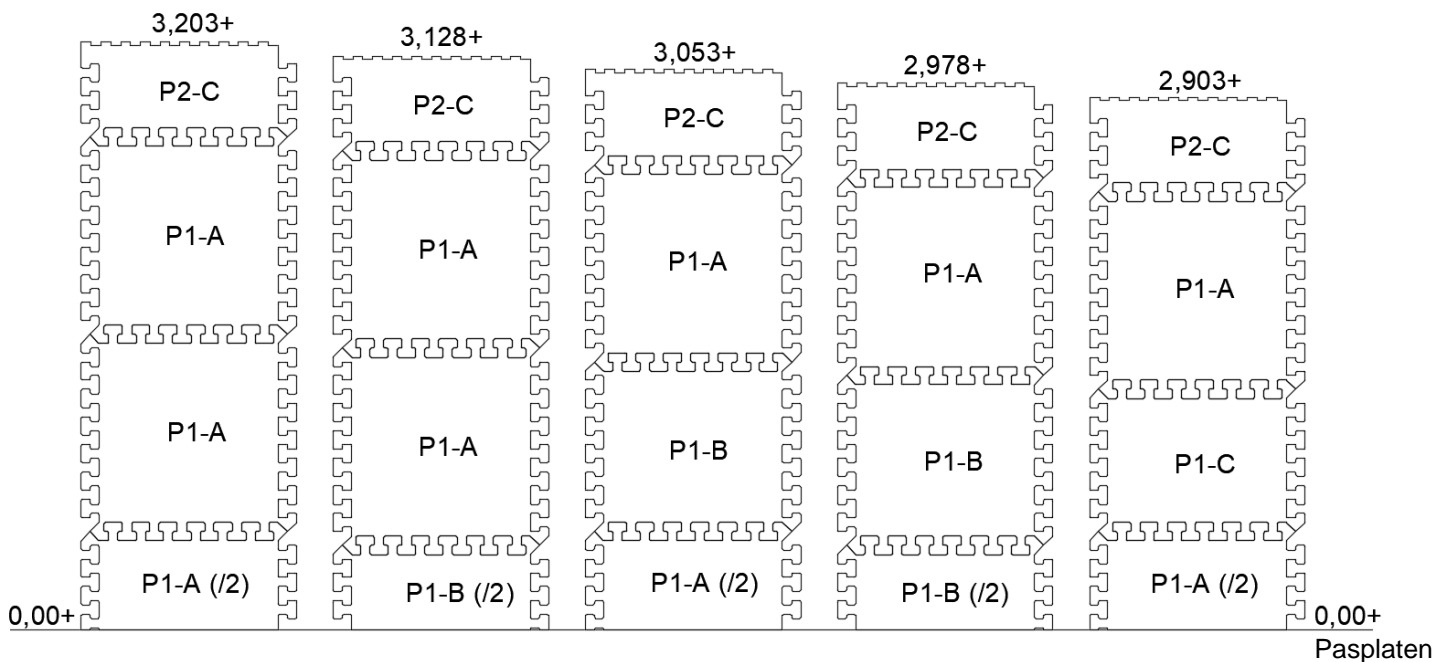 3,203+
3,128+
3,053+
2,978+
2,903+
P2-C
P2-C
P2-C
P2-C
P2-C
P1-A
P1-A
P1-A
P1-A
P1-A
P1-A
P1-A
P1-B
P1-B
P1-C
P1-A (/2)
P1-B (/2)
P1-A (/2)
P1-B (/2)
P1-A (/2)
0,00+
0,00+
Pasplaten